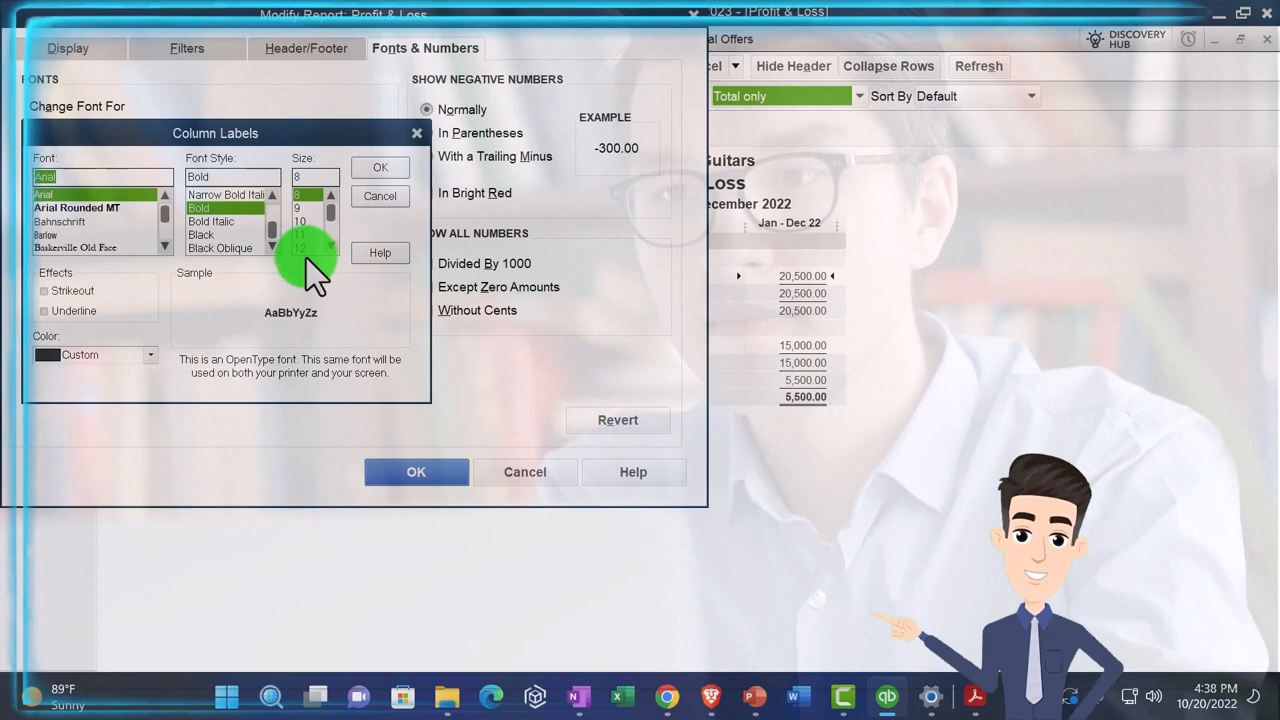 Modify Report: Profit & Loss
023 - [Profit & Loss]
Display
Filters
Header/Footer
Fonts & Numbers
al Offers
DISCOVERY
HUB
cel
Hide Header
Collapse Rows
Refresh
Total only
Sort By Default
FONTS
Change Font For
SHOW NEGATIVE NUMBERS
Normally
In Parentheses
With a Trailing Minus
In Bright Red
EXAMPLE
-300.00
OW ALL NUMBERS
Divided By 1000
Except Zero Amounts
Without Cents
Column Labels
Font:
Font Style:
Size:
Arial
Bold
8
OK
Arial
Arial Rounded MT
Bahnschrift
Barlow
Baskerville Old Face
Narrow Bold Itali
Bold
Bold Italic
Black
Black Oblique
8
9
10
11
12
Cancel
Help
Effects
Strikeout
Underline
Sample
AaBbYyZz
Color:
Custom
This is an OpenType font. This same font will be
used on both your printer and your screen.
Revert
OK
Cancel
Help
Guitars
Loss
ecember 2022
Jan - Dec 22
20,500.00
20,500.00
20,500.00
15,000.00
15,000.00
5,500.00
5,500.00
89°F
Sunny
qb
4:38 PM
10/20/2022